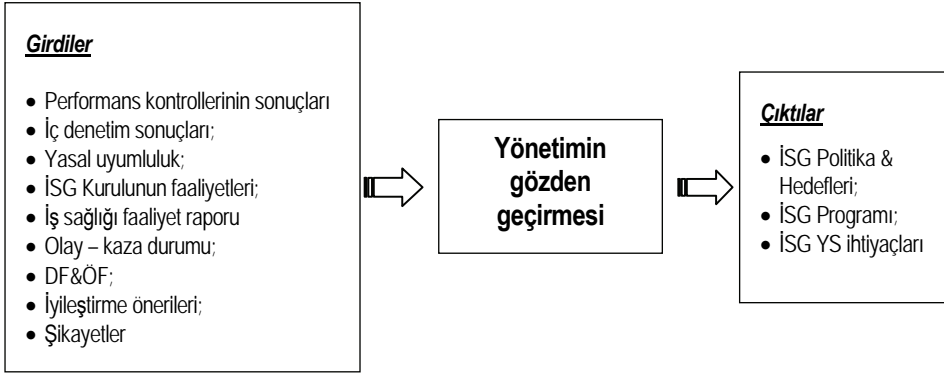 Girdiler
• Performans kontrollerinin sonuçları
• İç denetim sonuçları;
• Yasal uyumluluk;
• İSG Kurulunun faaliyetleri;
• İş sağlığı faaliyet raporu
• Olay – kaza durumu;
• DF&ÖF;
• İyileştirme önerileri;
• Şikayetler
Yönetimin
gözden
geçirmesi
Çıktılar
• İSG Politika &
Hedefleri;
• İSG Programı;
• İSG YS ihtiyaçları